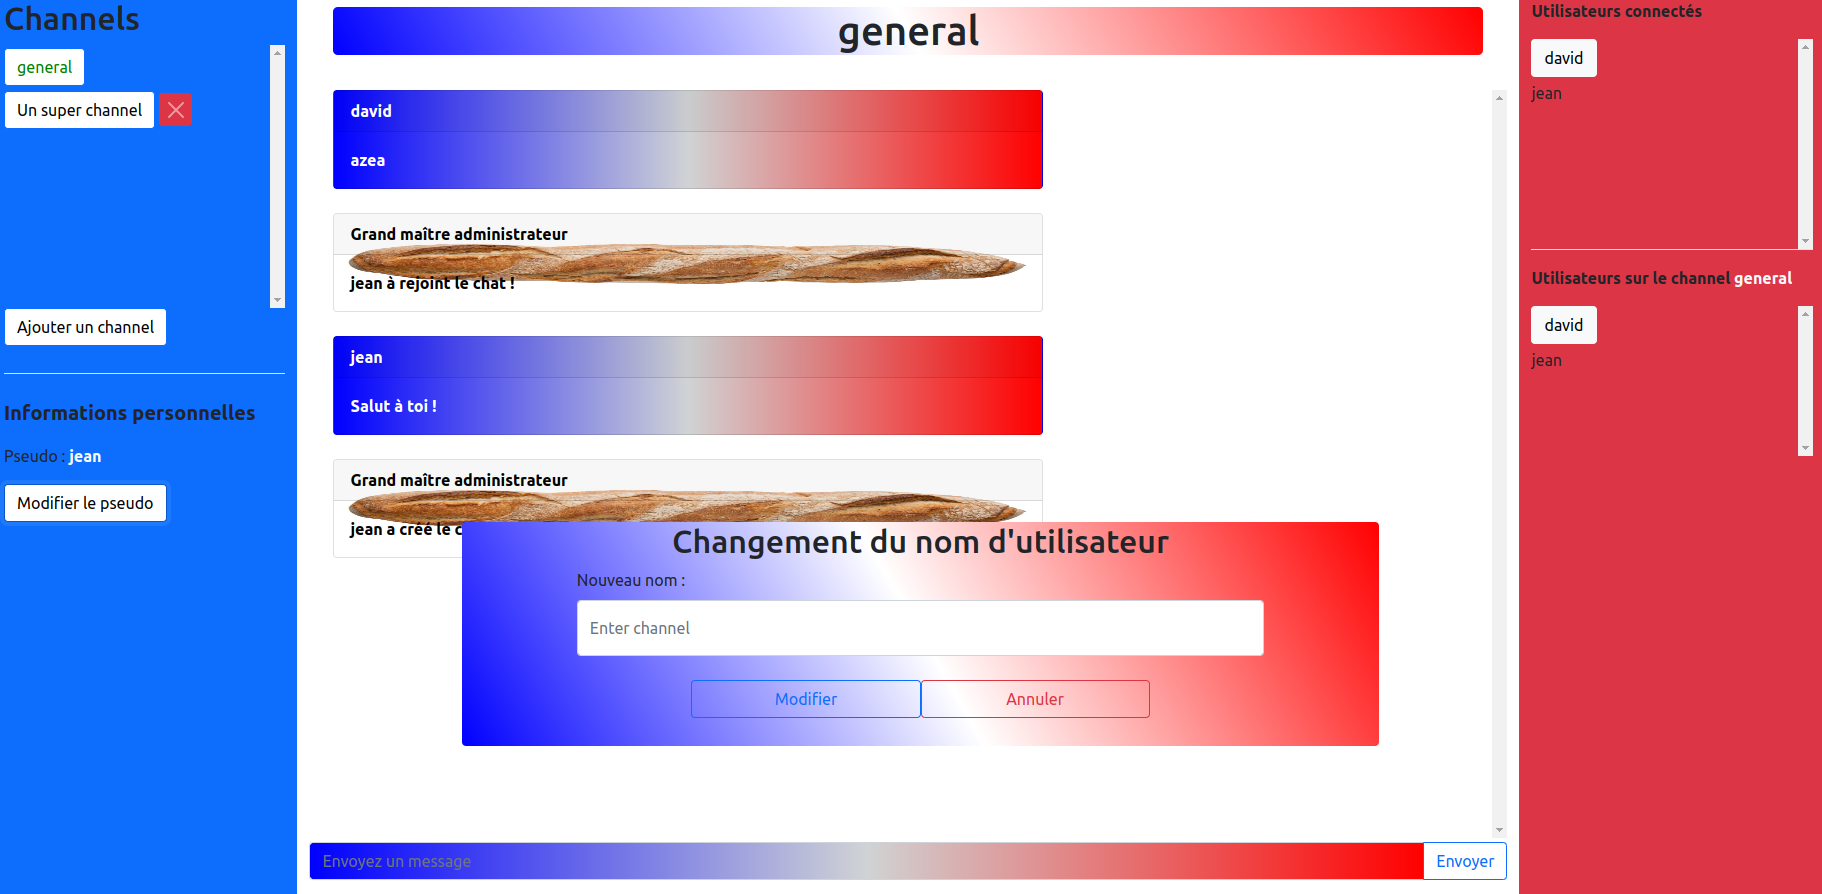 Channels
general
Un super channel
Ajouter un channel
Informations personnelles
Pseudo : jean
Modifier le pseudo
general
david
azea
Grand maître administrateur
jean à rejoint le chat !
jean
Salut à toi !
Grand maître administrateur
jean a créé le c
Changement du nom d'utilisateur
Nouveau nom :
Enter channel
Modifier
Annuler
Envoyez un message
Envoyer
Utilisateurs connectés
david
jean
Utilisateurs sur le channel general
david
jean